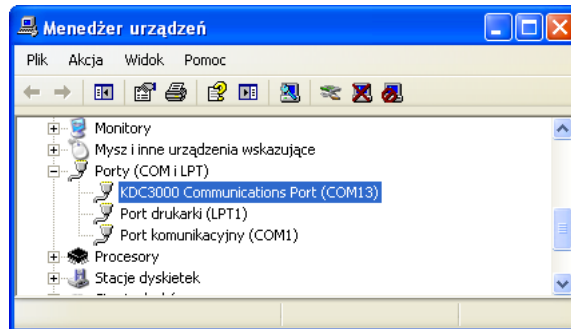 Menedżer urządzeń
Plik Akcja Widok Pomoc
Monitory
Mysz i inne urządzenia wskazujące
Porty (COM i LPT)
KDC3000 Communications Port (COM13)
Port drukarki (LPT1)
Port komunikacyjny (COM1)
Procesory
Stacje dyskietek